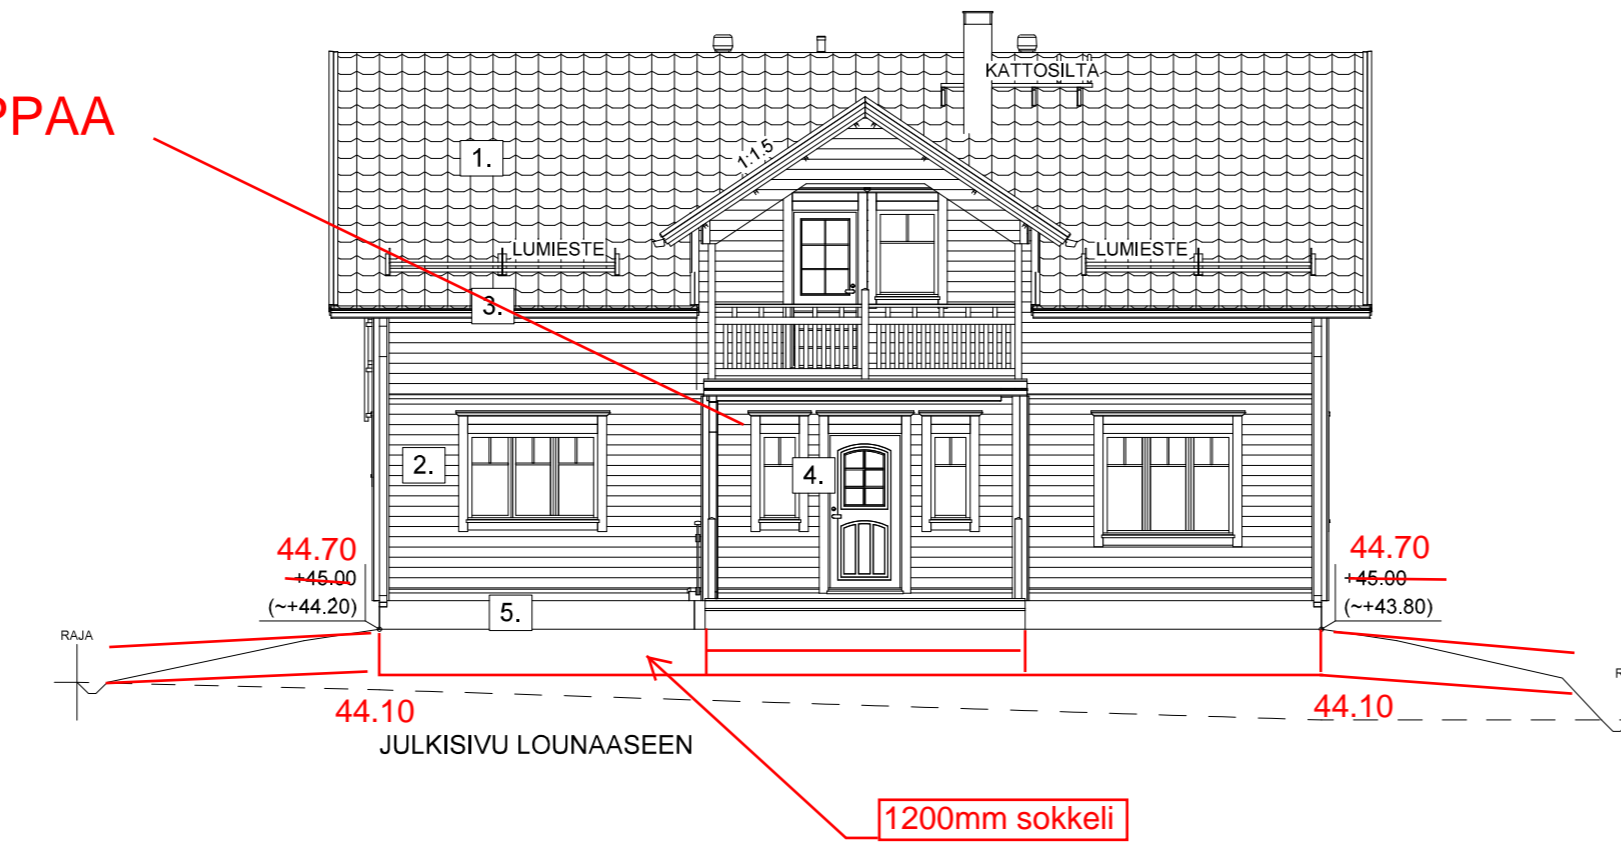 KATTOSILTA
PPAA
1:1.5
1.
LUMIESTE
LUMIESTE
3.
2.
4.
44.70
+45.00
(~+44.20)
44.70
+45.00
(~+43.80)
5.
RAJA
R
44.10
44.10
JULKISIVU LOUNAASEEN
1200mm sokkeli